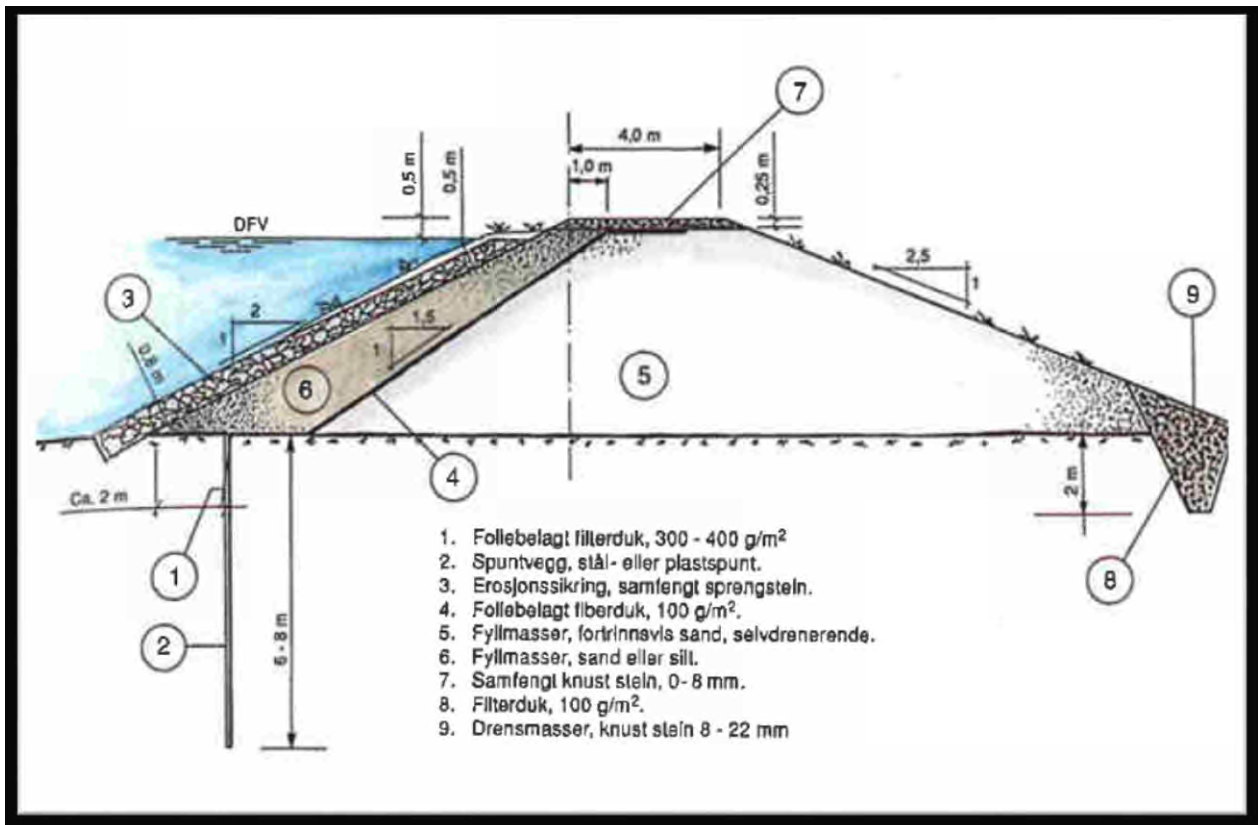 7
4,0 m
1,0 m
0,5 m
0,5 m
0,25 m
DFV
3
2
1
0,8 m
1,5
1
6
5
2,5
1
9
Ca. 2 m
4
2 m
1
2
6 - 8 m
8
1. Foliebelagt filterduk, 300 - 400 g/m²
2. Spuntvegg, stål- eller plastspunt.
3. Erosjonssikring, samfengt sprengstein.
4. Foliebelagt fiberduk, 100 g/m².
5. Fyllmasser, fortrinnsvis sand, selvdrenerende.
6. Fyllmasser, sand eller silt.
7. Samfengt knust stein, 0- 8 mm.
8. Filterduk, 100 g/m².
9. Drensmasser, knust stein 8 - 22 mm